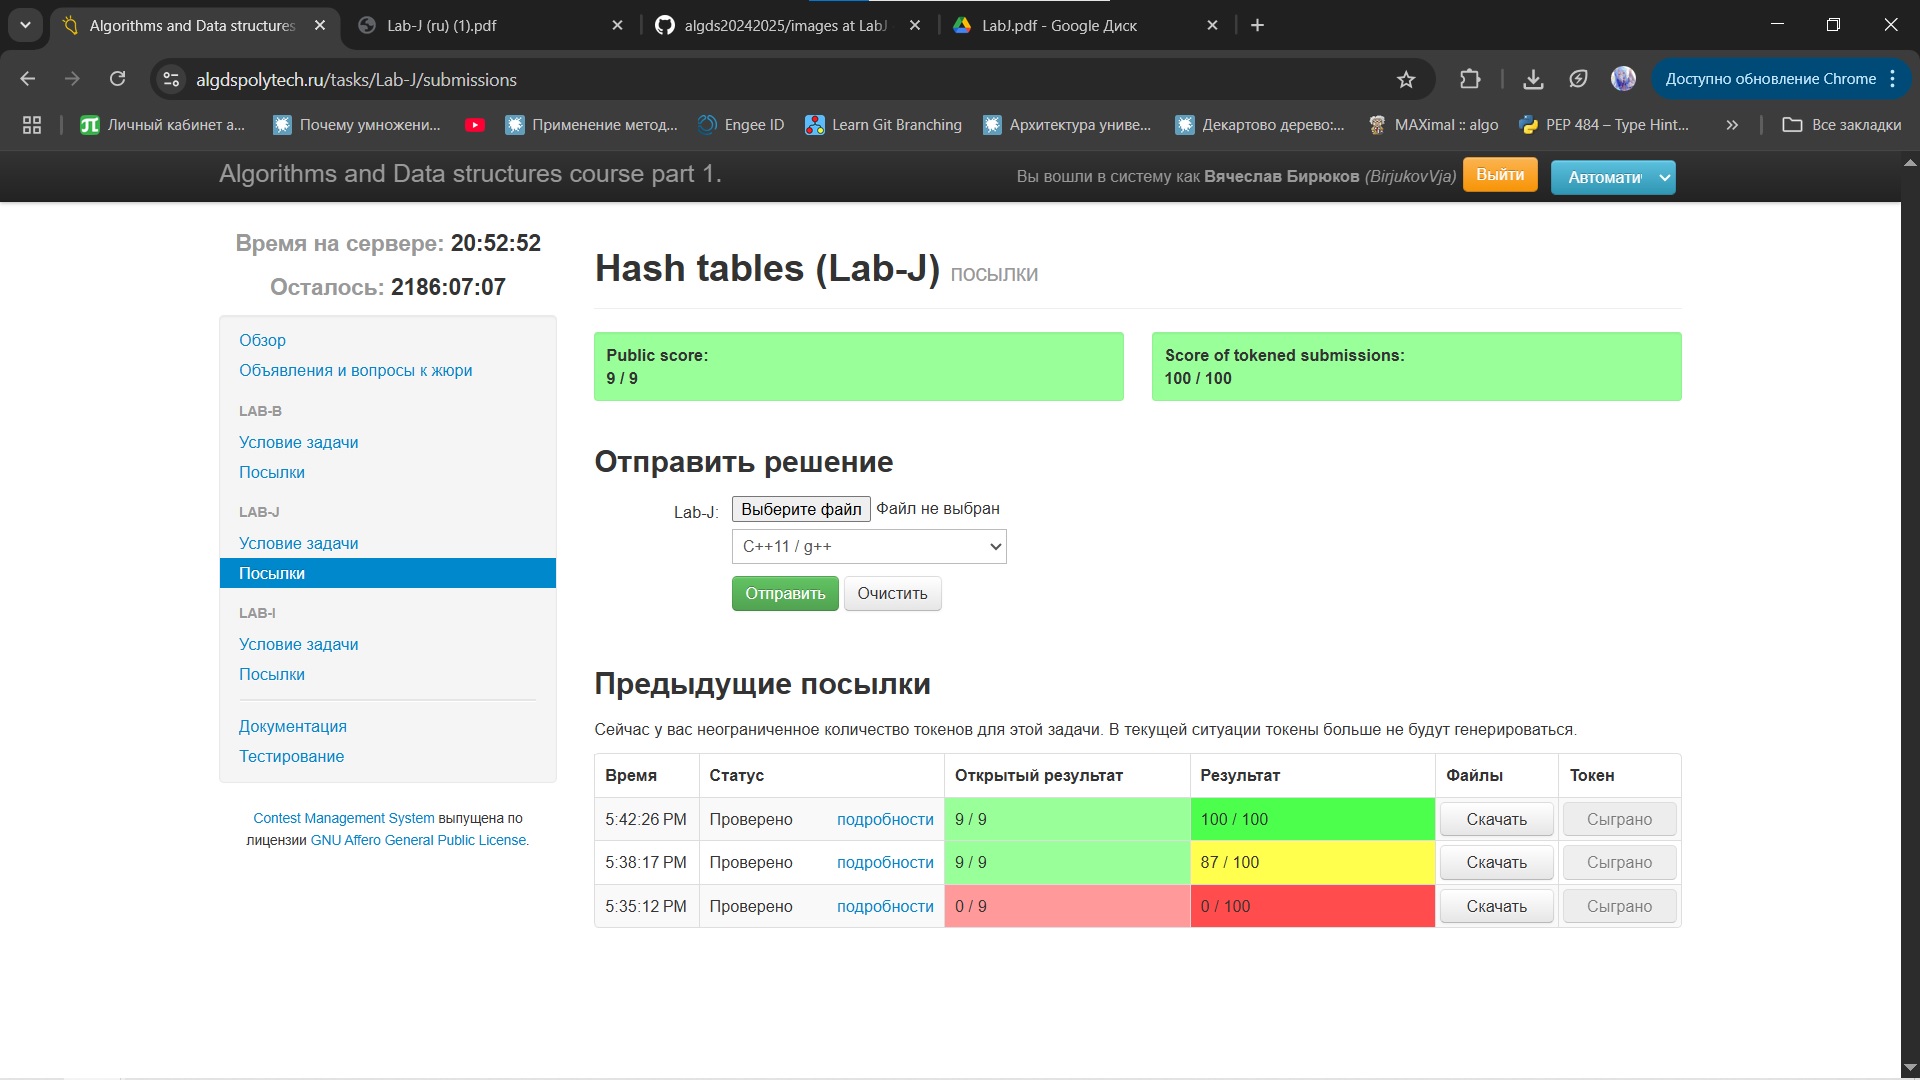 Algorithms and Data structures
Lab-J (ru) (1).pdf
algds20242025/images at LabJ
LabJ.pdf - Google Диск
algdspolytech.ru/tasks/Lab-J/submissions
Доступно обновление Chrome
Личный кабинет а...
Почему умножени...
Применение метод...
Engee ID
Learn Git Branching
Архитектура униве...
Декартово дерево:...
MAXimal :: algo
PEP 484 – Type Hint...
Все закладки
Algorithms and Data structures course part 1.
Вы вошли в систему как Вячеслав Бирюков (BirjukovVja)
Выйти
Автомати
Время на сервере: 20:52:52
Осталось: 2186:07:07
Обзор
Объявления и вопросы к жюри
LAB-B
Условие задачи
Посылки
LAB-J
Условие задачи
Посылки
LAB-I
Условие задачи
Посылки
Документация
Тестирование
Contest Management System выпущена по
лицензии GNU Affero General Public License.
Hash tables (Lab-J) посылки
Public score:
9 / 9
Score of tokened submissions:
100 / 100
Отправить решение
Lab-J: Выберите файл Файл не выбран
C++11 / g++
Отправить Очистить
Предыдущие посылки
Сейчас у вас неограниченное количество токенов для этой задачи. В текущей ситуации токены больше не будут генерироваться.
Время Статус Открытый результат Результат Файлы Токен
5:42:26 PM Проверено подробности 9 / 9 100 / 100 Скачать Сыграно
5:38:17 PM Проверено подробности 9 / 9 87 / 100 Скачать Сыграно
5:35:12 PM Проверено подробности 0 / 9 0 / 100 Скачать Сыграно